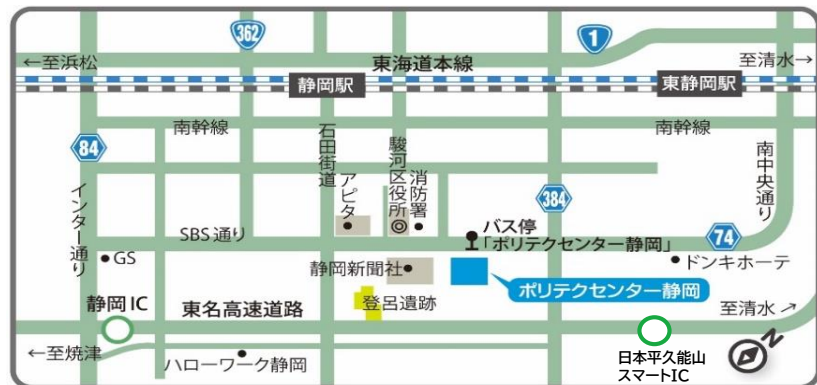 362
1
←至浜松
東海道本線
至清水→
静岡駅
東静岡駅
南幹線
南幹線
84
石田街道
アピタ
駿河区役所
消防署
384
南中央通り
インター通り
SBS通り
バス停
「ポリテクセンター静岡」
74
GS
静岡新聞社
ドンキホーテ
ポリテクセンター静岡
登呂遺跡
静岡IC
東名高速道路
至清水↗
←至焼津
ハローワーク静岡
日本平久能山
スマートIC
N